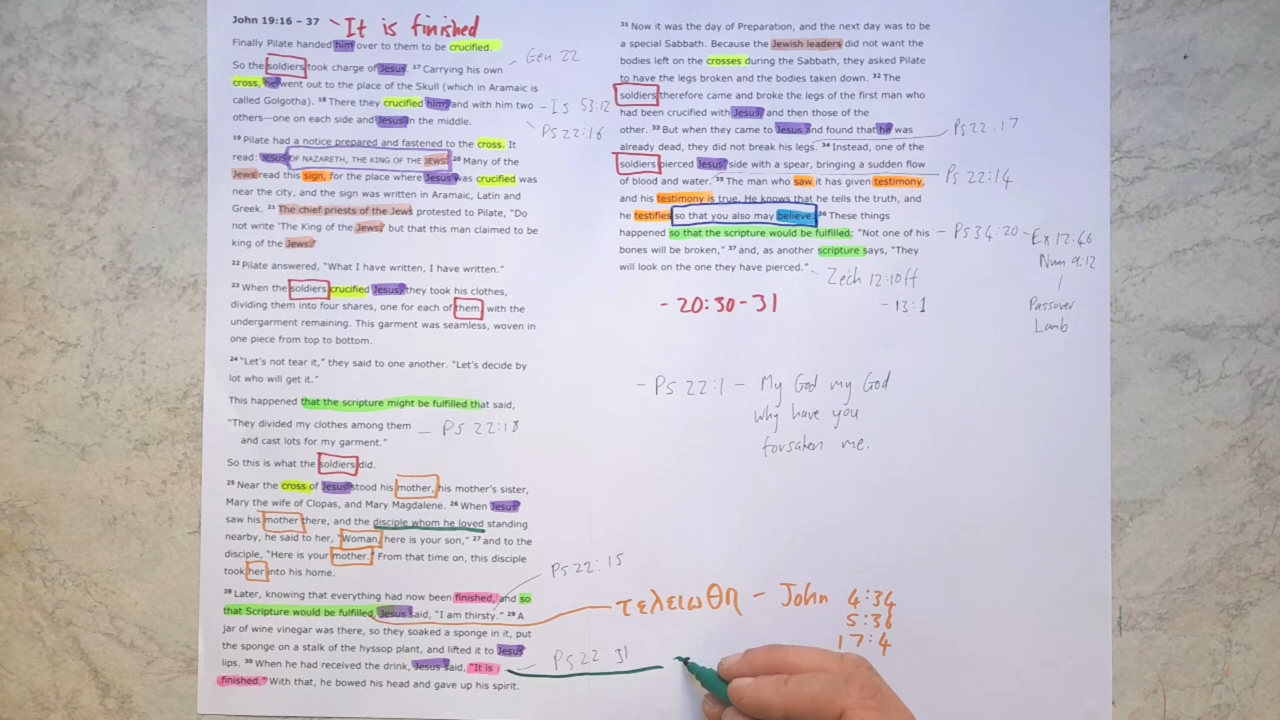 John 19:16 – 37 ~ It is finished
Finally Pilate handed him over to them to be crucified.
So the soldiers took charge of Jesus. 17 Carrying his own
Gen 22
cross, he went out to the place of the Skull (which in Aramaic is
called Golgotha). 18 There they crucified him, and with him two
- Is 53:12
others—one on each side and Jesus in the middle.
Ps 22:16
19 Pilate had a notice prepared and fastened to the cross. It
read: JESUS OF NAZARETH, THE KING OF THE JEWS. 20 Many of the
Jews read this sign, for the place where Jesus was crucified was
near the city, and the sign was written in Aramaic, Latin and
Greek. 21 The chief priests of the Jews protested to Pilate, “Do
not write ‘The King of the Jews,’ but that this man claimed to be
king of the Jews.”
22 Pilate answered, “What I have written, I have written.”
23 When the soldiers crucified Jesus, they took his clothes,
dividing them into four shares, one for each of them, with the
undergarment remaining. This garment was seamless, woven in
one piece from top to bottom.
24 “Let’s not tear it,” they said to one another. “Let’s decide by
lot who will get it.”
This happened that the scripture might be fulfilled that said,
“They divided my clothes among them
and cast lots for my garment.”
- Ps 22:18
So this is what the soldiers did.
25 Near the cross of Jesus stood his mother, his mother’s sister,
Mary the wife of Clopas, and Mary Magdalene. 26 When Jesus
saw his mother there, and the disciple whom he loved standing
nearby, he said to her, “Woman, here is your son,” 27 and to the
disciple, “Here is your mother.” From that time on, this disciple
took her into his home.
Ps 22:15
28 Later, knowing that everything had now been finished, and so
that Scripture would be fulfilled, Jesus said, “I am thirsty.” 29 A
jar of wine vinegar was there, so they soaked a sponge in it, put
the sponge on a stalk of the hyssop plant, and lifted it to Jesus’
lips. 30 When he had received the drink, Jesus said, “It is
- Ps 22 31
finished.” With that, he bowed his head and gave up his spirit.
31 Now it was the day of Preparation, and the next day was to be
a special Sabbath. Because the Jewish leaders did not want the
bodies left on the crosses during the Sabbath, they asked Pilate
to have the legs broken and the bodies taken down. 32 The
soldiers therefore came and broke the legs of the first man who
had been crucified with Jesus, and then those of the
other. 33 But when they came to Jesus and found that he was
Ps 22:17
already dead, they did not break his legs. 34 Instead, one of the
soldiers pierced Jesus’ side with a spear, bringing a sudden flow
Ps 22:14
of blood and water. 35 The man who saw it has given testimony,
and his testimony is true. He knows that he tells the truth, and
he testifies so that you also may believe. 36 These things
happened so that the scripture would be fulfilled: “Not one of his
- Ps 34:20 - Ex 12:46
bones will be broken,” 37 and, as another scripture says, “They
Num 9:12
will look on the one they have pierced.”
Zech 12:10ff
- 13:1
Passover
Lamb
- 20:30-31
- Ps 22:1 - My God my God
why have you
forsaken me.
τελειωθη - John 4:34
5:36
17:4